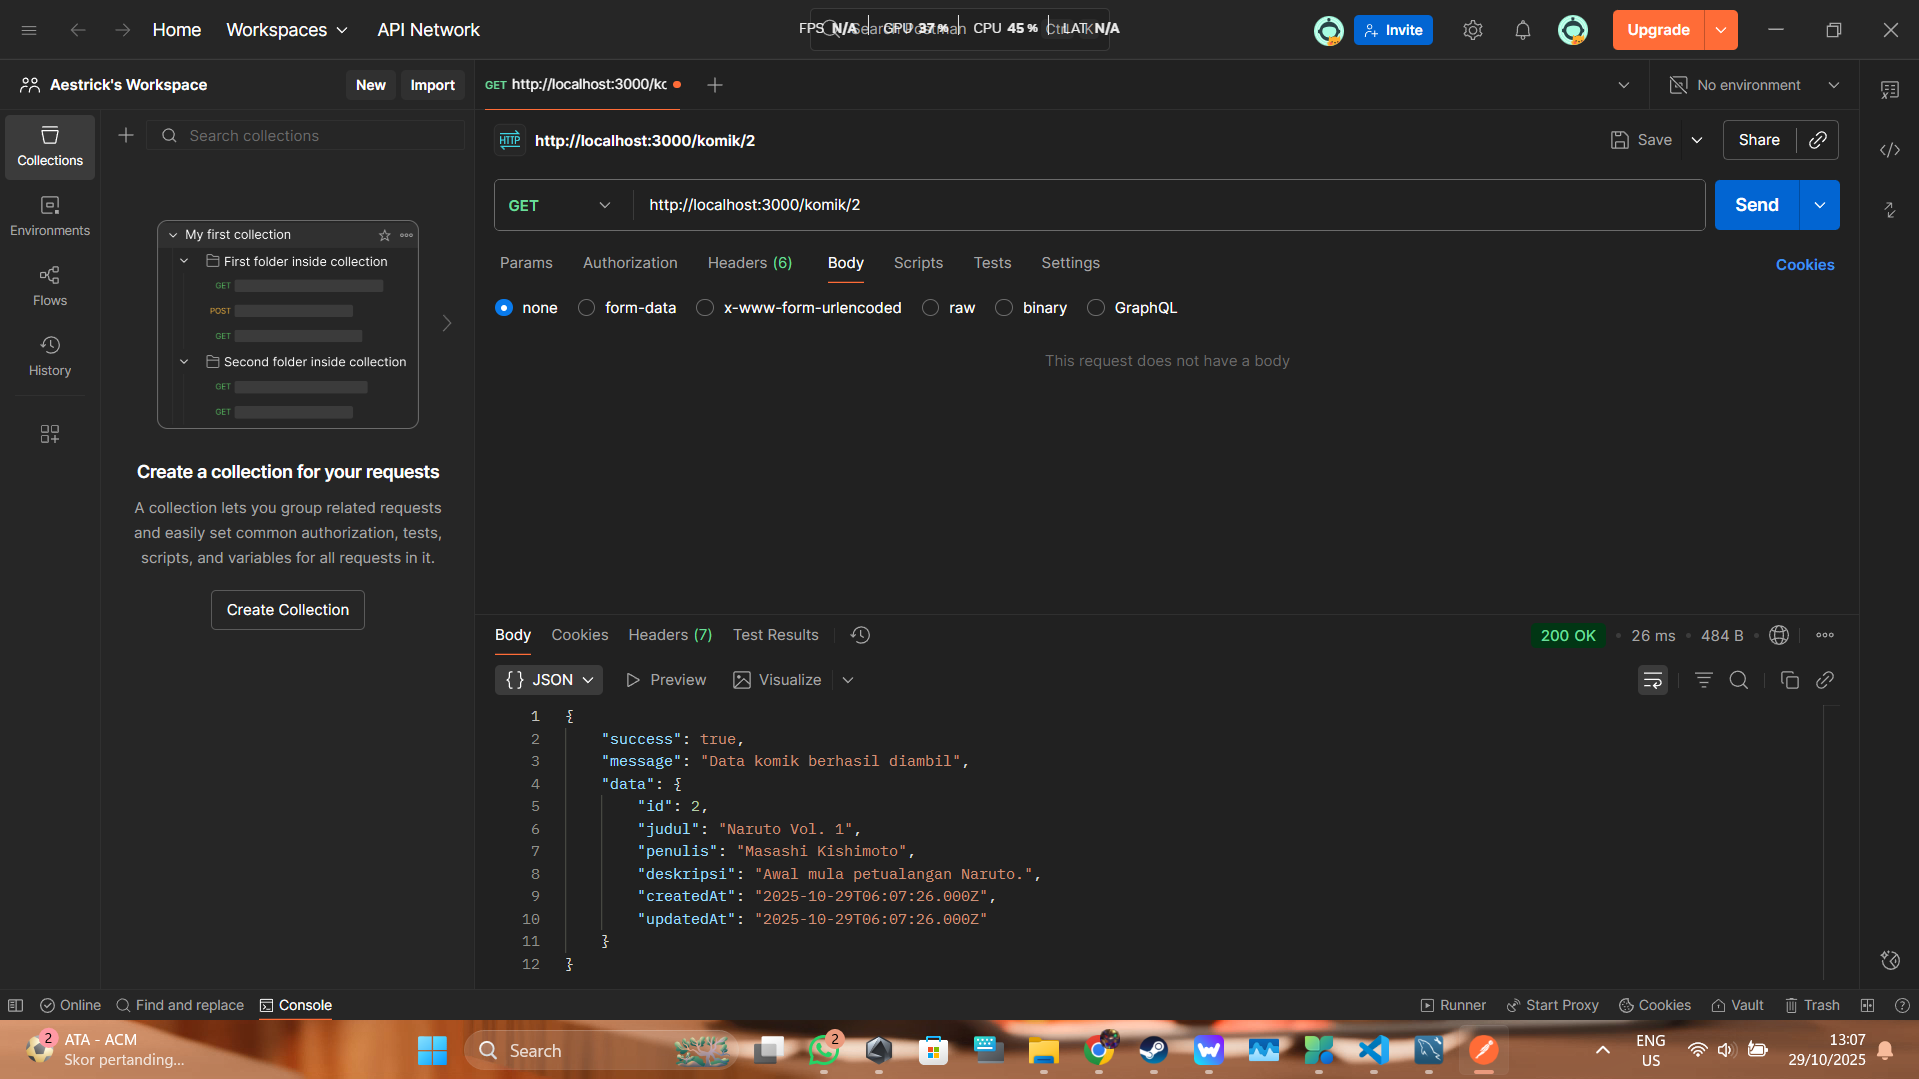 Home
Workspaces
API Network
FPS N/A
GPU 37 %
CPU 45 %
LAT N/A
Invite
Upgrade
Aestrick's Workspace
New
Import
GET http://localhost:3000/kc
No environment
Collections
Environments
Flows
History
Search collections
My first collection
First folder inside collection
GET
POST
GET
Second folder inside collection
GET
GET
Create a collection for your requests
A collection lets you group related requests
and easily set common authorization, tests,
scripts, and variables for all requests in it.
Create Collection
HTTP http://localhost:3000/komik/2
Save
Share
GET http://localhost:3000/komik/2
Send
Params Authorization Headers (6) Body Scripts Tests Settings
Cookies
none form-data x-www-form-urlencoded raw binary GraphQL
This request does not have a body
Body Cookies Headers (7) Test Results
200 OK • 26 ms • 484 B
{} JSON Preview Visualize
1 {
2 "success": true,
3 "message": "Data komik berhasil diambil",
4 "data": {
5 "id": 2,
6 "judul": "Naruto Vol. 1",
7 "penulis": "Masashi Kishimoto",
8 "deskripsi": "Awal mula petualangan Naruto.",
9 "createdAt": "2025-10-29T06:07:26.000Z",
10 "updatedAt": "2025-10-29T06:07:26.000Z"
11 }
12 }
Online Find and replace Console
Runner Start Proxy Cookies Vault Trash
2
ATA - ACM
Skor pertanding...
Search
2
ENG
US
13:07
29/10/2025